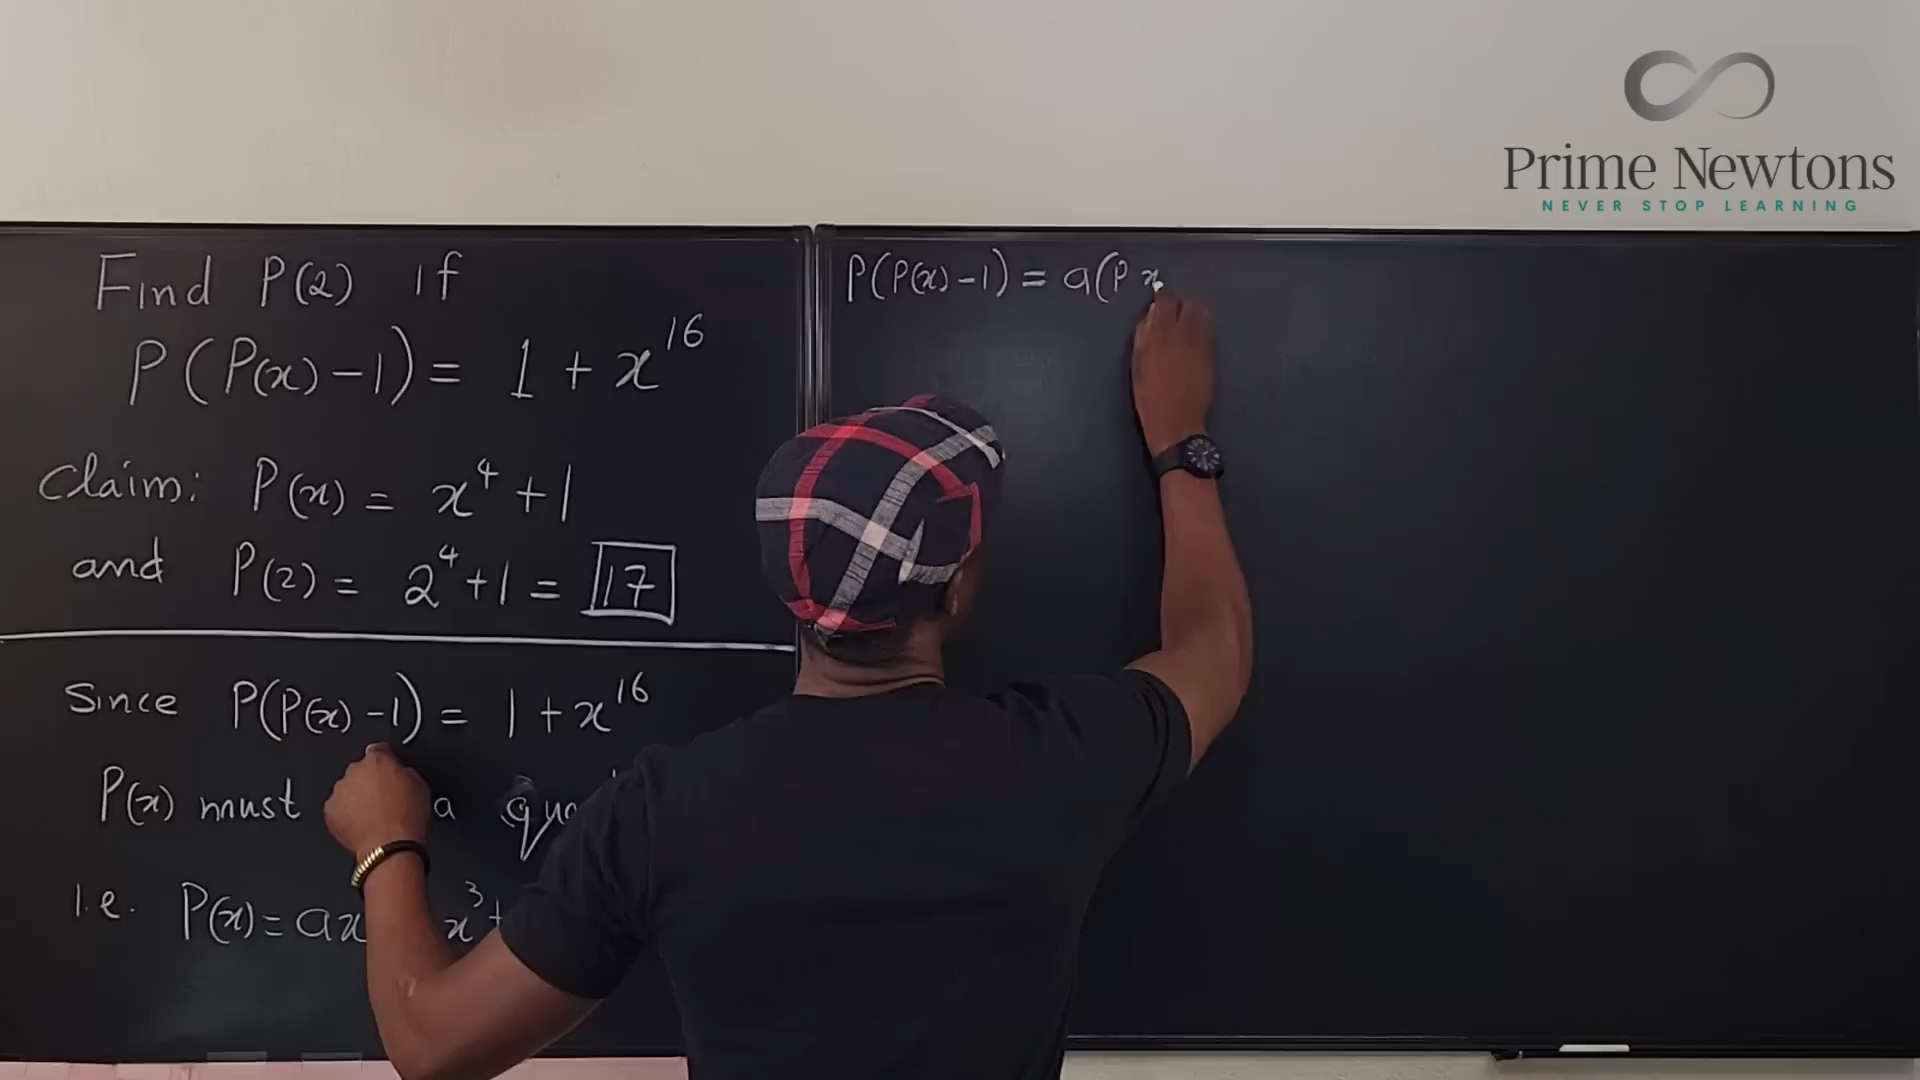 Prime Newtons
NEVER STOP LEARNING
Find P(2) if
P(P(x)-1) = 1 + x^16
Claim: P(x) = x^4 + 1
and P(2) = 2^4 + 1 = 17
Since P(P(x)-1) = 1 + x^16
P(x) must a
i.e. P(x) = ax x^3 +
P(P(x)-1) = a(P x